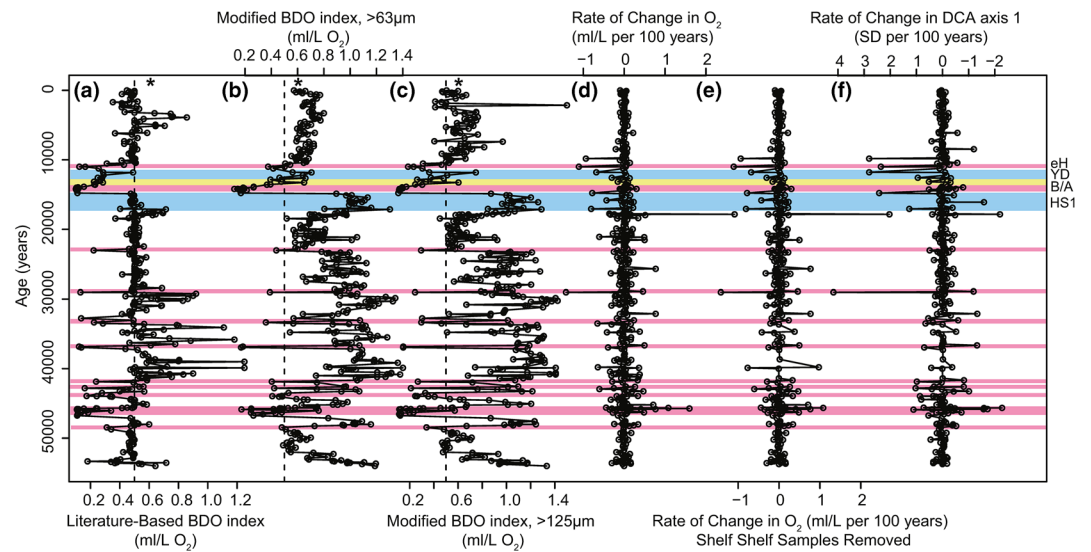 Modified BDO index, >63µm
(ml/L O2)
0.2 0.4 0.6 0.8 1.0 1.2 1.4
Rate of Change in O2
(ml/L per 100 years)
−1 0 1 2
Rate of Change in DCA axis 1
(SD per 100 years)
4 3 2 1 0 −1 −2
(a) * (b) * (c) * (d) (e) (f)
Age (years)
0
10000
20000
30000
40000
50000
eH
YD
B/A
HS1
0.2 0.4 0.6 0.8 1.0 1.2
Literature-Based BDO index
(ml/L O2)
0.2 0.6 1.0 1.4
Modified BDO index, >125µm
(ml/L O2)
−1 0 1 2
Rate of Change in O2 (ml/L per 100 years)
Shelf Shelf Samples Removed